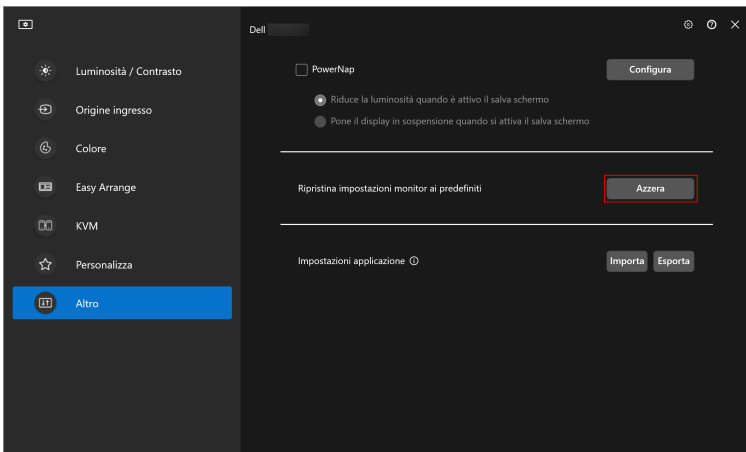 Dell
Luminosità / Contrasto
Origine ingresso
Colore
Easy Arrange
KVM
Personalizza
Altro
PowerNap
Configura
Riduce la luminosità quando è attivo il salva schermo
Pone il display in sospensione quando si attiva il salva schermo
Ripristina impostazioni monitor ai predefiniti
Azzera
Impostazioni applicazione
Importa
Esporta